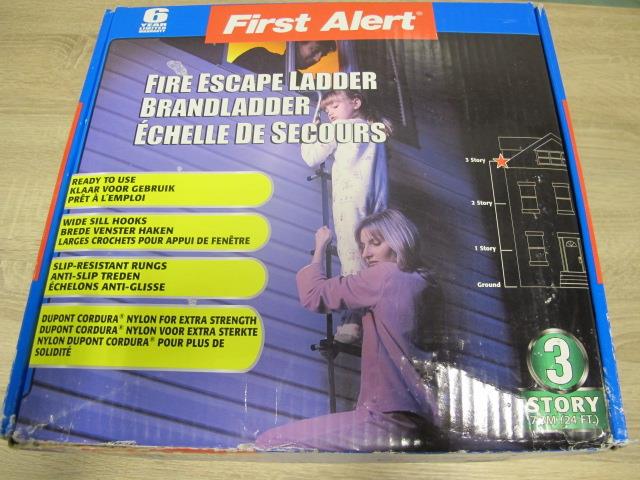 6
YEAR
LIMITED
WARRANTY
First Alert®
FIRE ESCAPE LADDER
BRANDLADDER
ÉCHELLE DE SECOURS
READY TO USE
KLAAR VOOR GEBRUIK
PRÊT À L'EMPLOI
WIDE SILL HOOKS
BREDE VENSTER HAKEN
LARGES CROCHETS POUR APPUI DE FENÊTRE
SLIP-RESISTANT RUNGS
ANTI-SLIP TREDEN
ÉCHELONS ANTI-GLISSE
DUPONT CORDURA® NYLON FOR EXTRA STRENGTH
DUPONT CORDURA® NYLON VOOR EXTRA STERKTE
NYLON DUPONT CORDURA® POUR PLUS DE
SOLIDITÉ
3 Story
2 Story
1 Story
Ground
3
STORY
(24 FT.)